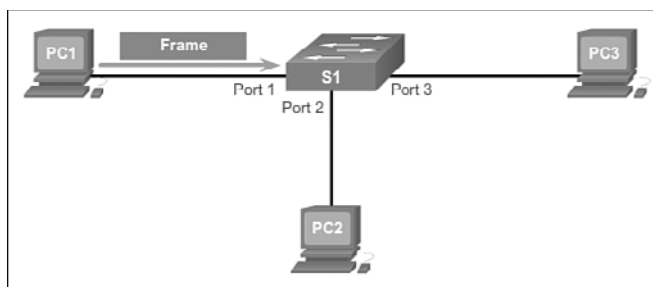 PC1
Frame
S1
PC3
Port 1
Port 3
Port 2
PC2